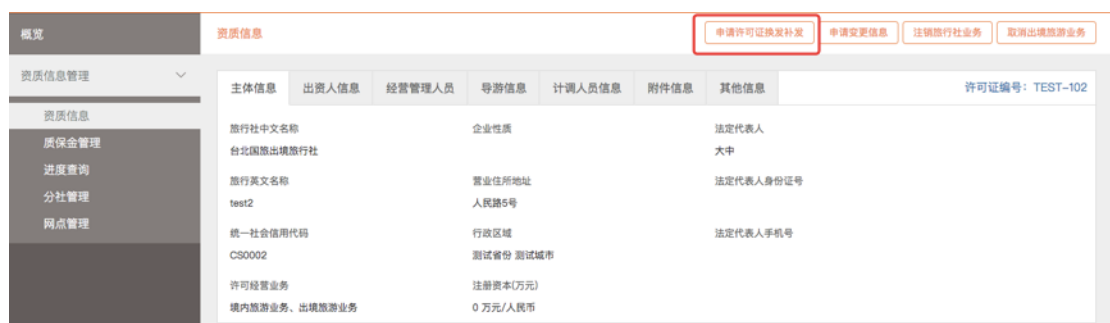 概览
资质信息
申请许可证换发补发
申请变更信息
注销旅行社业务
取消出境旅游业务
资质信息管理
资质信息
质保金管理
进度查询
分社管理
网点管理
主体信息 出资人信息 经营管理人员 导游信息 计调人员信息 附件信息 其他信息
许可证编号：TEST-102
旅行社中文名称 企业性质 法定代表人
台北国旅出境旅行社 大中
旅行英文名称 营业住所地址 法定代表人身份证号
test2 人民路5号
统一社会信用代码 行政区域 法定代表人手机号
CS0002 测试省份 测试城市
许可经营业务 注册资本(万元)
境内旅游业务、出境旅游业务 0 万元/人民币